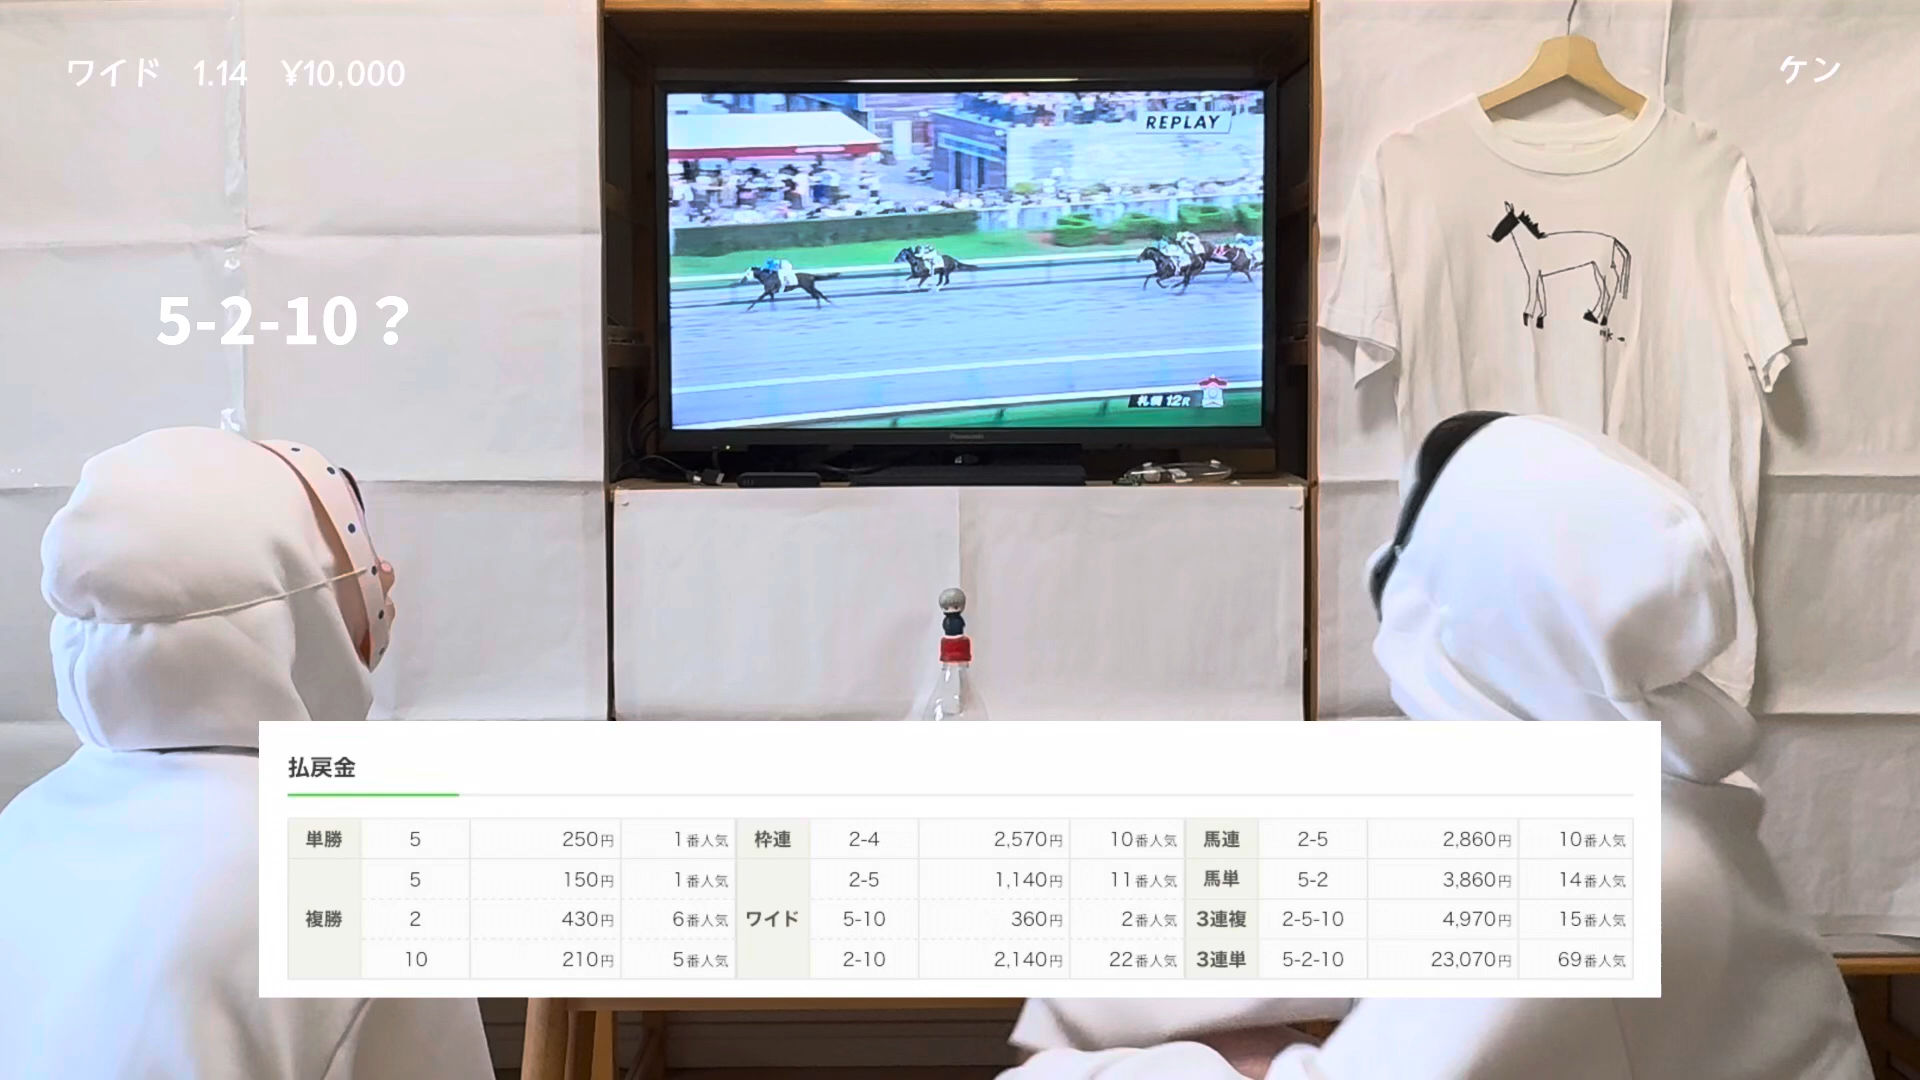 ワイド 1.14 ¥10,000
ケン
REPLAY
5-2-10？
札幌 12R
Panasonic
払戻金
単勝 5 250円 1番人気 枠連 2-4 2,570円 10番人気 馬連 2-5 2,860円 10番人気
複勝 5 150円 1番人気 ワイド 2-5 1,140円 11番人気 馬単 5-2 3,860円 14番人気
2 430円 6番人気 5-10 360円 2番人気 3連複 2-5-10 4,970円 15番人気
10 210円 5番人気 2-10 2,140円 22番人気 3連単 5-2-10 23,070円 69番人気